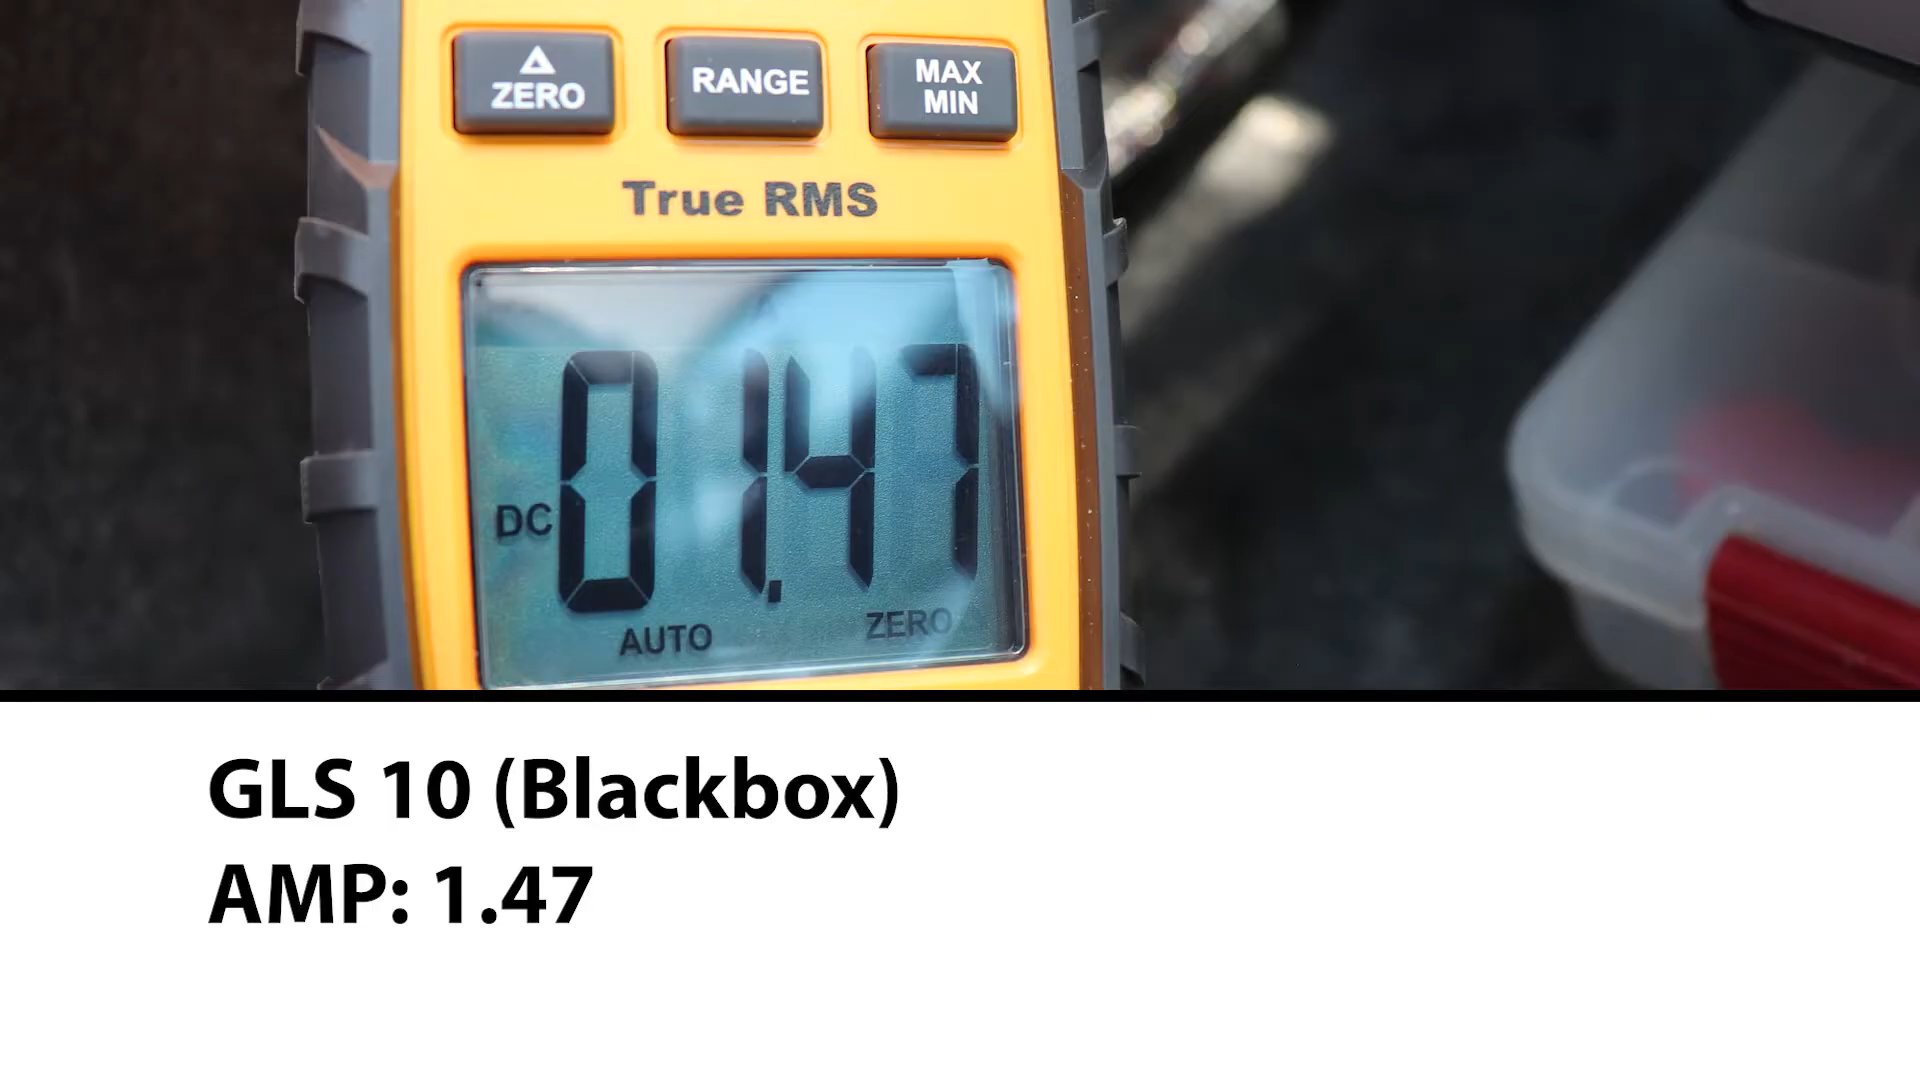 △
ZERO
RANGE
MAX
MIN
True RMS
DC
01.47
AUTO
ZERO
GLS 10 (Blackbox)
AMP: 1.47